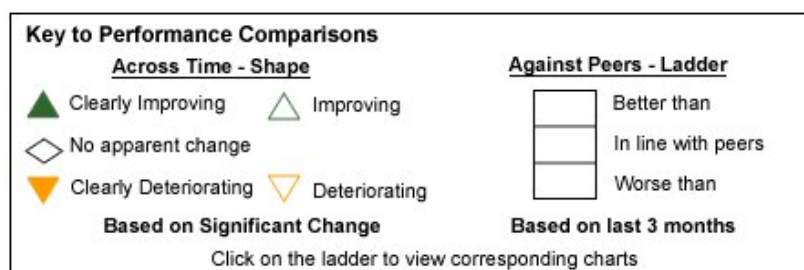 Key to Performance Comparisons
Across Time - Shape
Against Peers - Ladder
Clearly Improving
Improving
Better than
No apparent change
In line with peers
Clearly Deteriorating
Deteriorating
Worse than
Based on Significant Change
Based on last 3 months
Click on the ladder to view corresponding charts